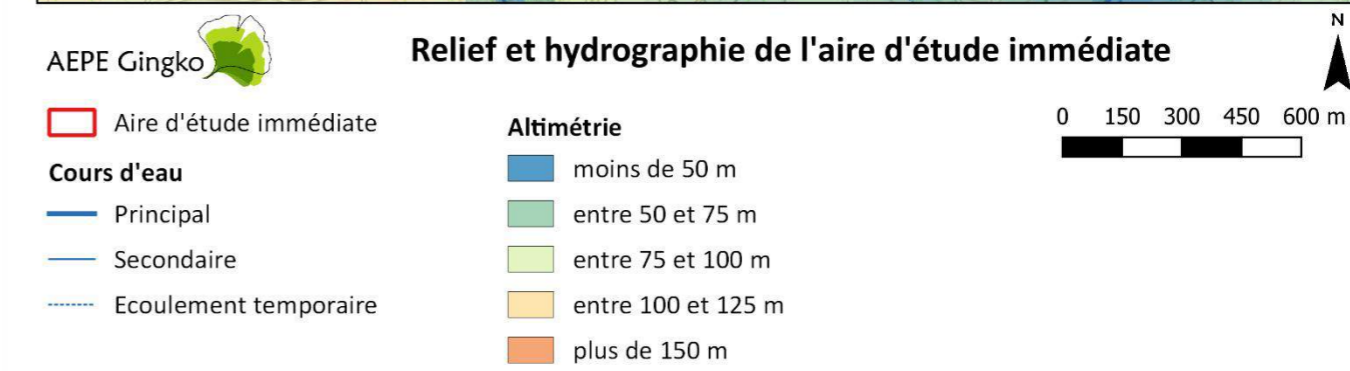 AEPE Gingko
Relief et hydrographie de l'aire d'étude immédiate
N
Aire d'étude immédiate
Cours d'eau
Principal
Secondaire
Ecoulement temporaire
Altimétrie
moins de 50 m
entre 50 et 75 m
entre 75 et 100 m
entre 100 et 125 m
plus de 150 m
0 150 300 450 600 m